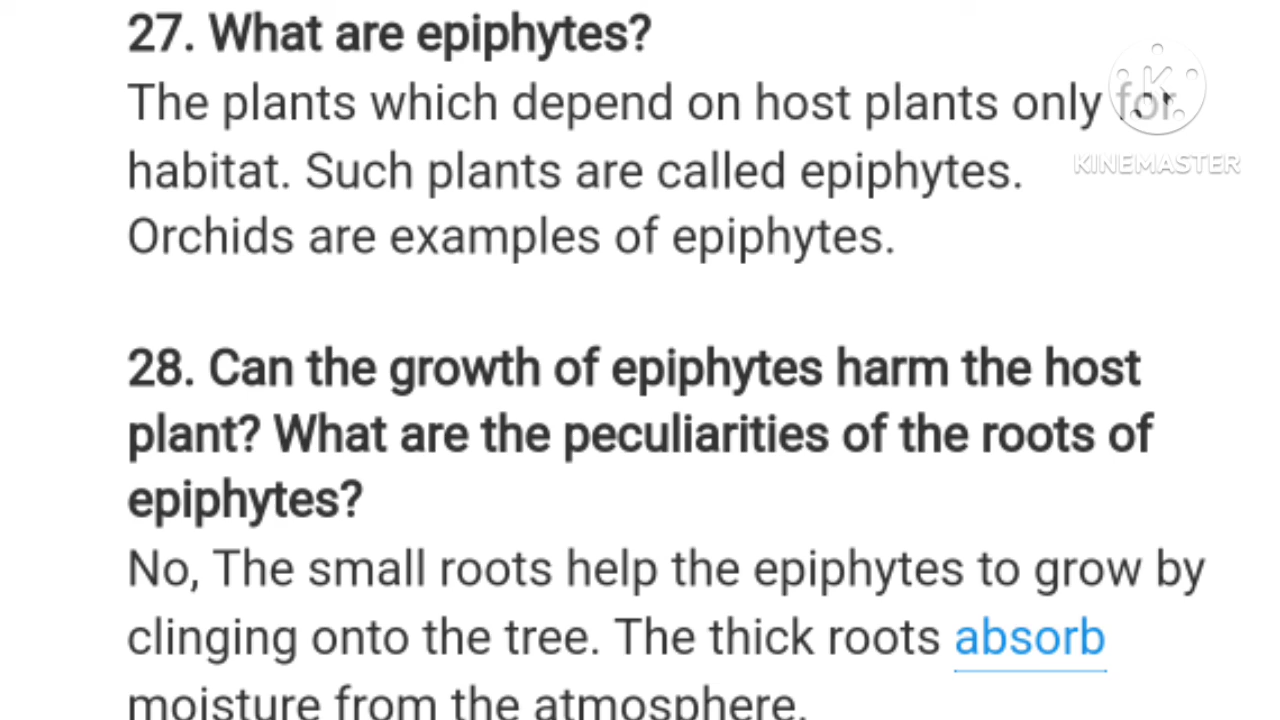 27. What are epiphytes?
The plants which depend on host plants only for
habitat. Such plants are called epiphytes.
Orchids are examples of epiphytes.
28. Can the growth of epiphytes harm the host
plant? What are the peculiarities of the roots of
epiphytes?
No, The small roots help the epiphytes to grow by
clinging onto the tree. The thick roots absorb
moisture from the atmosphere.
K
KINEMASTER